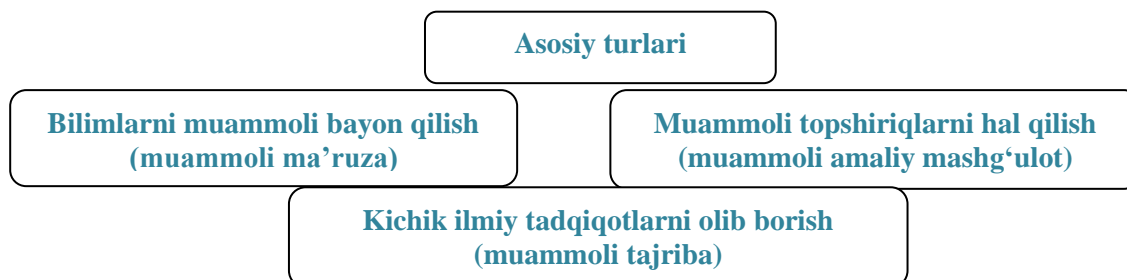 Asosiy turlari
Bilimlarni muammoli bayon qilish
(muammoli ma’ruza)
Muammoli topshiriqlarni hal qilish
(muammoli amaliy mashg‘ulot)
Kichik ilmiy tadqiqotlarni olib borish
(muammoli tajriba)